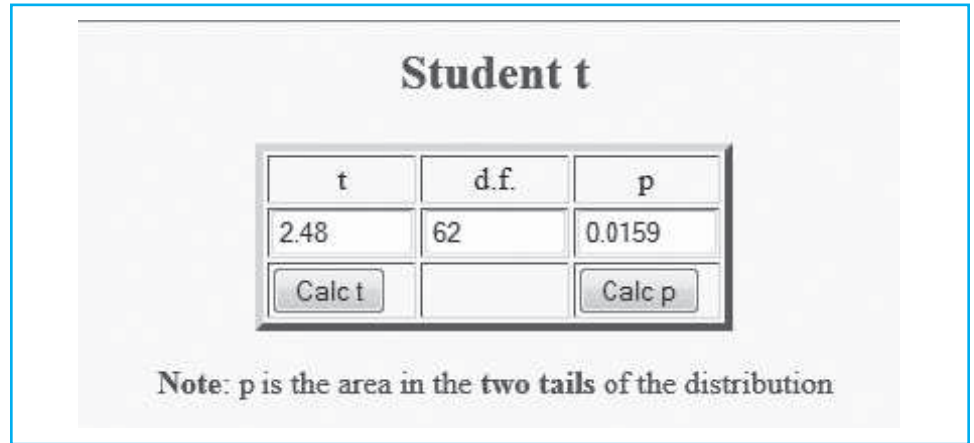 Student t
t d.f. p
2.48 62 0.0159
Calc t Calc p
Note: p is the area in the two tails of the distribution